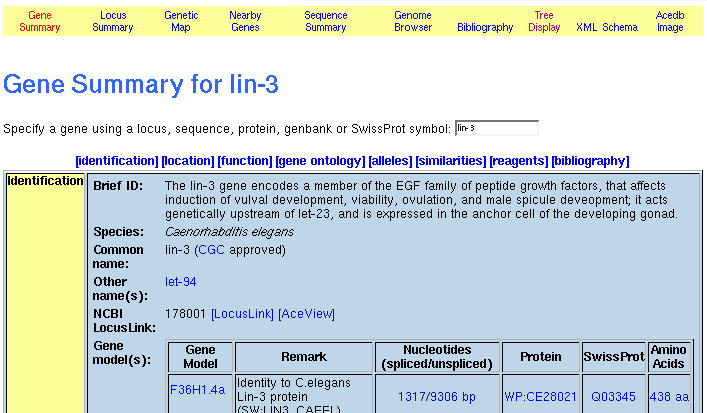 Gene Summary Locus Summary Genetic Map Nearby Genes Sequence Summary Genome Browser Bibliography Tree Display XML Schema Acedb Image
Gene Summary for lin-3
Specify a gene using a locus, sequence, protein, genbank or SwissProt symbol: lin-3
[identification] [location] [function] [gene ontology] [alleles] [similarities] [reagents] [bibliography]
Identification
Brief ID: The lin-3 gene encodes a member of the EGF family of peptide growth factors, that affects
induction of vulval development, viability, ovulation, and male spicule deveopment; it acts
genetically upstream of let-23, and is expressed in the anchor cell of the developing gonad.
Species: Caenorhabditis elegans
Common name: lin-3 (CGC approved)
Other name(s): let-94
NCBI LocusLink: 178001 [LocusLink] [AceView]
Gene model(s):
Gene Model Remark Nucleotides (spliced/unspliced) Protein SwissProt Amino Acids
F36H1.4a Identity to C.elegans Lin-3 protein (SW:LIN3_CAEEL) 1317/9306 bp WP:CE28021 Q03345 438 aa